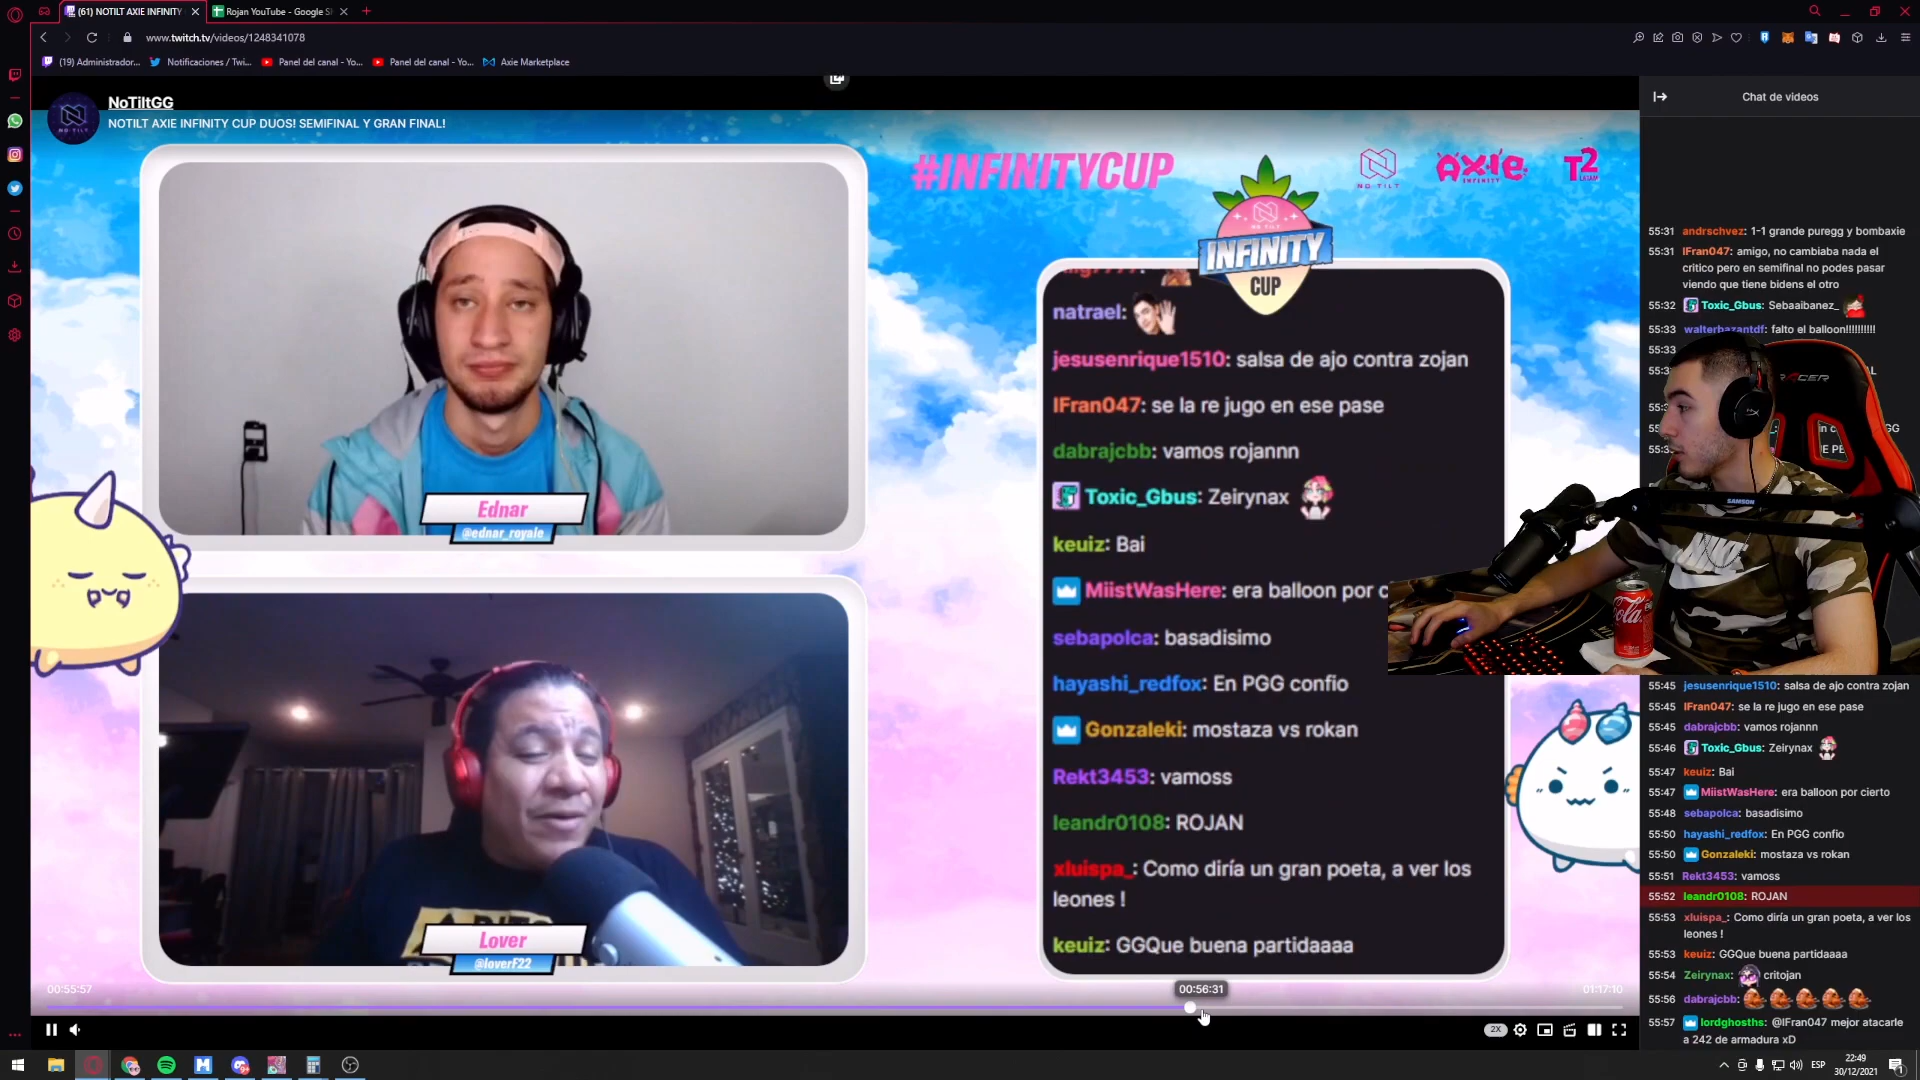 (61) NOTILT AXIE INFINITY
Rojan YouTube - Google S
www.twitch.tv/videos/1248341078
(19) Administrador...
Notificaciones / Twi...
Panel del canal - Yo...
Panel del canal - Yo...
Axie Marketplace
NoTiltGG
NOTILT AXIE INFINITY CUP DUOS! SEMIFINAL Y GRAN FINAL!
#INFINITYCUP
NO TILT
AXIE
INFINITY
T2
INFINITY
CUP
Ednar
@ednar_royale
Lover
@loverF22
natrael:
jesusenrique1510: salsa de ajo contra zojan
IFran047: se la re jugo en ese pase
dabrajcbb: vamos rojannn
Toxic_Gbus: Zeirynax
keuiz: Bai
MiistWasHere: era balloon por c
sebapolca: basadisimo
hayashi_redfox: En PGG confio
Gonzaleki: mostaza vs rokan
Rekt3453: vamoss
leandr0108: ROJAN
xluispa_: Como diría un gran poeta, a ver los
leones !
keuiz: GGQue buena partidaaaa
00:55:57
00:56:31
01:17:10
2X
Chat de videos
55:31 andrschvez: 1-1 grande puregg y bombaxie
55:31 IFran047: amigo, no cambiaba nada el
critico pero en semifinal no podes pasar
viendo que tiene bidens el otro
55:32 Toxic_Gbus: Sebaaibanez_
55:33 walterbazantdf: falto el balloon!!!!!!!!!!
55:33
RACER
SAMSON
Cola
55:45 jesusenrique1510: salsa de ajo contra zojan
55:45 IFran047: se la re jugo en ese pase
55:45 dabrajcbb: vamos rojannn
55:46 Toxic_Gbus: Zeirynax
55:47 keuiz: Bai
55:47 MiistWasHere: era balloon por cierto
55:48 sebapolca: basadisimo
55:50 hayashi_redfox: En PGG confio
55:50 Gonzaleki: mostaza vs rokan
55:51 Rekt3453: vamoss
55:52 leandr0108: ROJAN
55:53 xluispa_: Como diría un gran poeta, a ver los
leones !
55:53 keuiz: GGQue buena partidaaaa
55:54 Zeirynax: critojan
55:56 dabrajcbb:
55:57 lordghosths: @IFran047 mejor atacarle
a 242 de armadura xD
ESP
22:49
30/12/2021